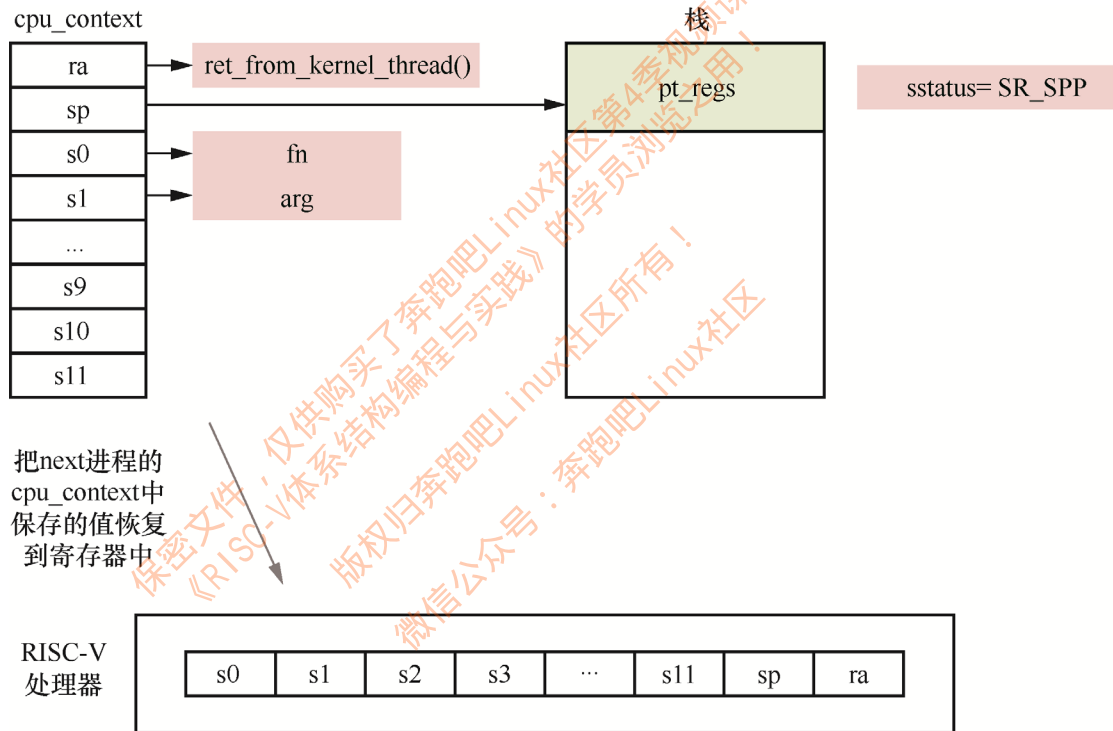 cpu_context
栈
ra
ret_from_kernel_thread()
sp
pt_regs
sstatus= SR_SPP
s0
fn
s1
arg
...
s9
s10
s11
把next进程的
cpu_context中
保存的值恢复
到寄存器中
RISC-V
处理器
s0 s1 s2 s3 ... s11 sp ra
保密文件，仅供购买了奔跑吧Linux社区第4季视频课
《RISC-V体系结构编程与实践》的学员浏览之用！
版权归奔跑吧Linux社区所有！
微信公众号：奔跑吧Linux社区